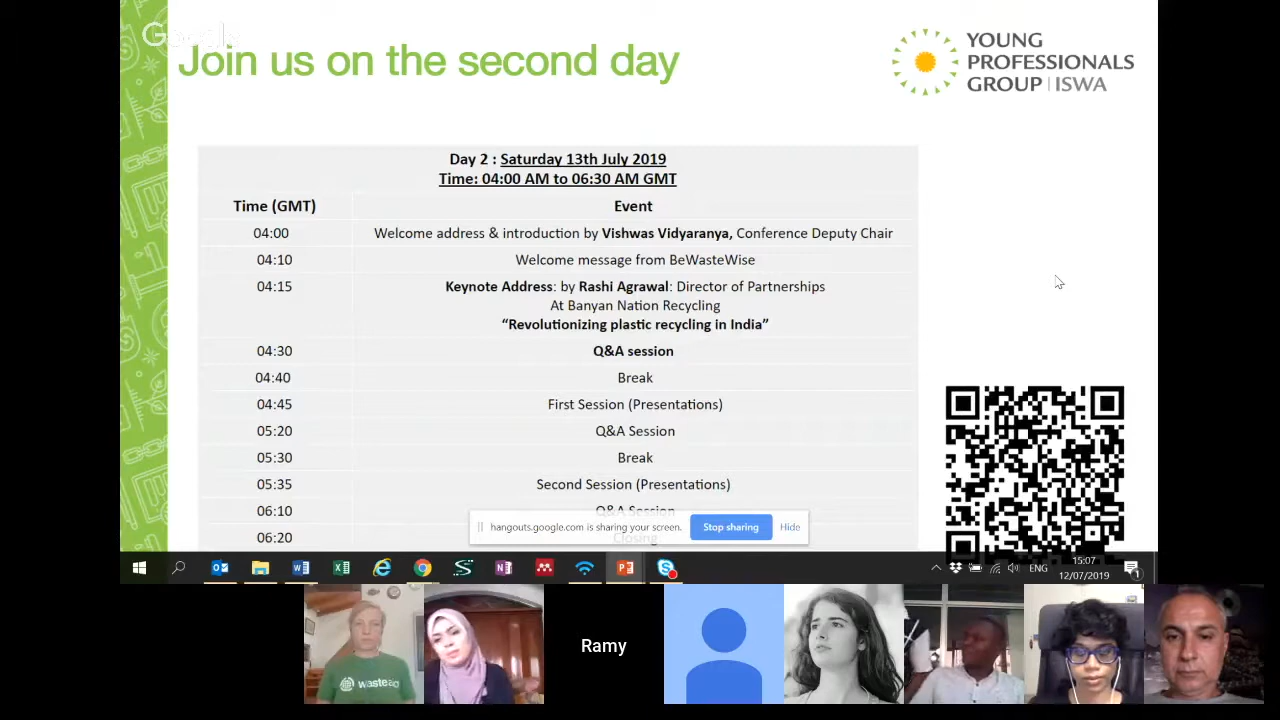 Google
Join us on the second day
YOUNG
PROFESSIONALS
GROUP | ISWA
Day 2 : Saturday 13th July 2019
Time: 04:00 AM to 06:30 AM GMT
Time (GMT) Event
04:00 Welcome address & introduction by Vishwas Vidyaranya, Conference Deputy Chair
04:10 Welcome message from BeWasteWise
04:15 Keynote Address: by Rashi Agrawal: Director of Partnerships
At Banyan Nation Recycling
“Revolutionizing plastic recycling in India”
04:30 Q&A session
04:40 Break
04:45 First Session (Presentations)
05:20 Q&A Session
05:30 Break
05:35 Second Session (Presentations)
06:10 Q&A Session
hangouts.google.com is sharing your screen. Stop sharing Hide
06:20 Closing
ENG
15:07
12/07/2019
1
Ramy